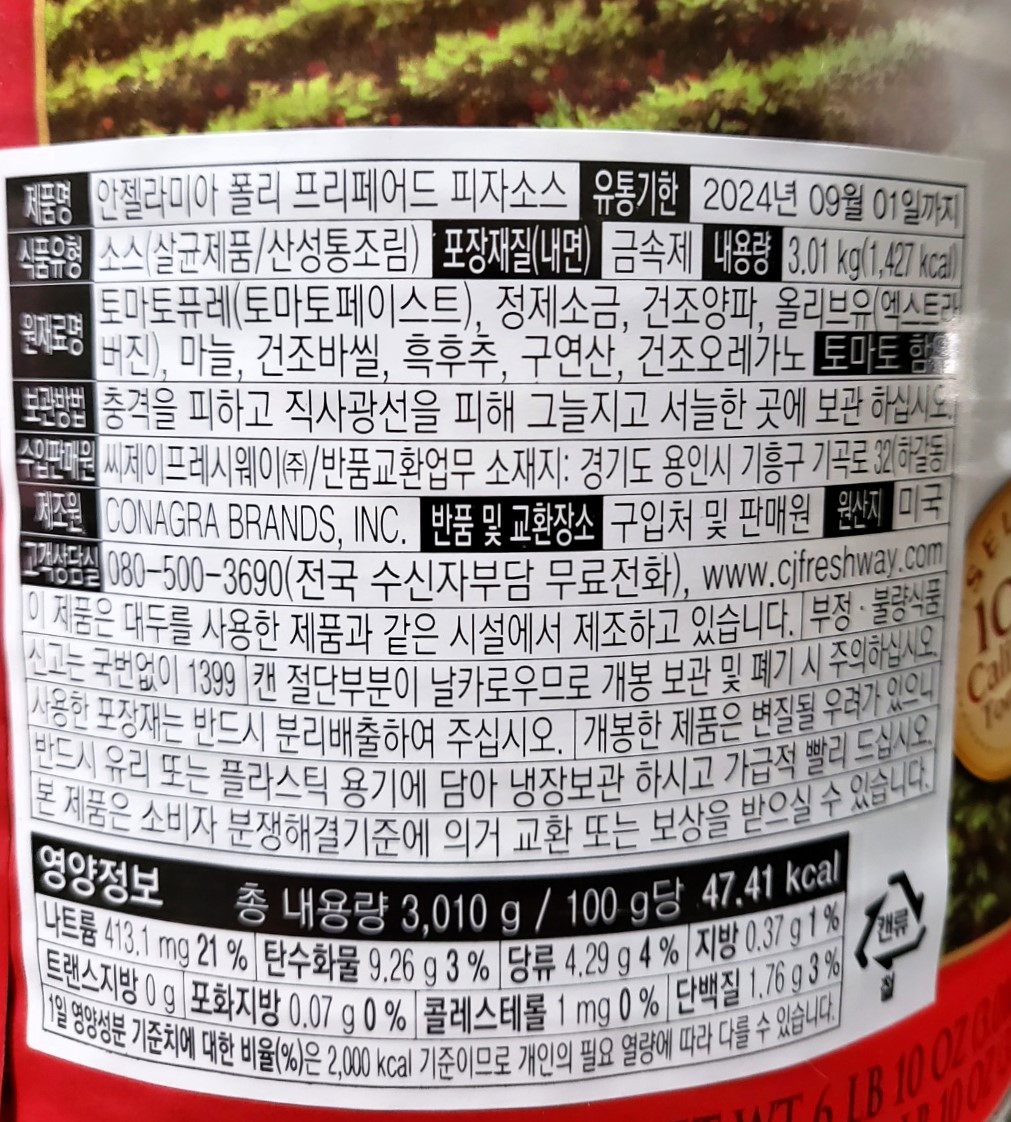 제품명 안젤라미아 폴리 프리페어드 피자소스 유통기한 2024년 09월 01일까지
식품유형 소스(살균제품/산성통조림) 포장재질(내면) 금속제 내용량 3.01 kg(1,427 kcal)
원재료명 토마토퓨레(토마토페이스트), 정제소금, 건조양파, 올리브유(엑스트라
버진), 마늘, 건조바씰, 흑후추, 구연산, 건조오레가노 토마토 함유
보관방법 충격을 피하고 직사광선을 피해 그늘지고 서늘한 곳에 보관 하십시오.
수입판매원 씨제이프레시웨이(주)/반품교환업무 소재지: 경기도 용인시 기흥구 기곡로 32(하갈동)
제조원 CONAGRA BRANDS, INC. 반품 및 교환장소 구입처 및 판매원 원산지 미국
고객상담실 080-500-3690(전국 수신자부담 무료전화), www.cjfreshway.com
이 제품은 대두를 사용한 제품과 같은 시설에서 제조하고 있습니다. 부정·불량식품
신고는 국번없이 1399 캔 절단부분이 날카로우므로 개봉 보관 및 폐기 시 주의하십시오.
사용한 포장재는 반드시 분리배출하여 주십시오. 개봉한 제품은 변질될 우려가 있으니
반드시 유리 또는 플라스틱 용기에 담아 냉장보관 하시고 가급적 빨리 드십시오.
본 제품은 소비자 분쟁해결기준에 의거 교환 또는 보상을 받으실 수 있습니다.
영양정보 총 내용량 3,010 g / 100 g당 47.41 kcal
나트륨 413.1 mg 21 % 탄수화물 9.26 g 3 % 당류 4.29 g 4 % 지방 0.37 g 1 %
트랜스지방 0 g 포화지방 0.07 g 0 % 콜레스테롤 1 mg 0 % 단백질 1.76 g 3 %
1일 영양성분 기준치에 대한 비율(%)은 2,000 kcal 기준이므로 개인의 필요 열량에 따라 다를 수 있습니다.
캔류
철
WT 6 LB 10 OZ
LB 10 OZ